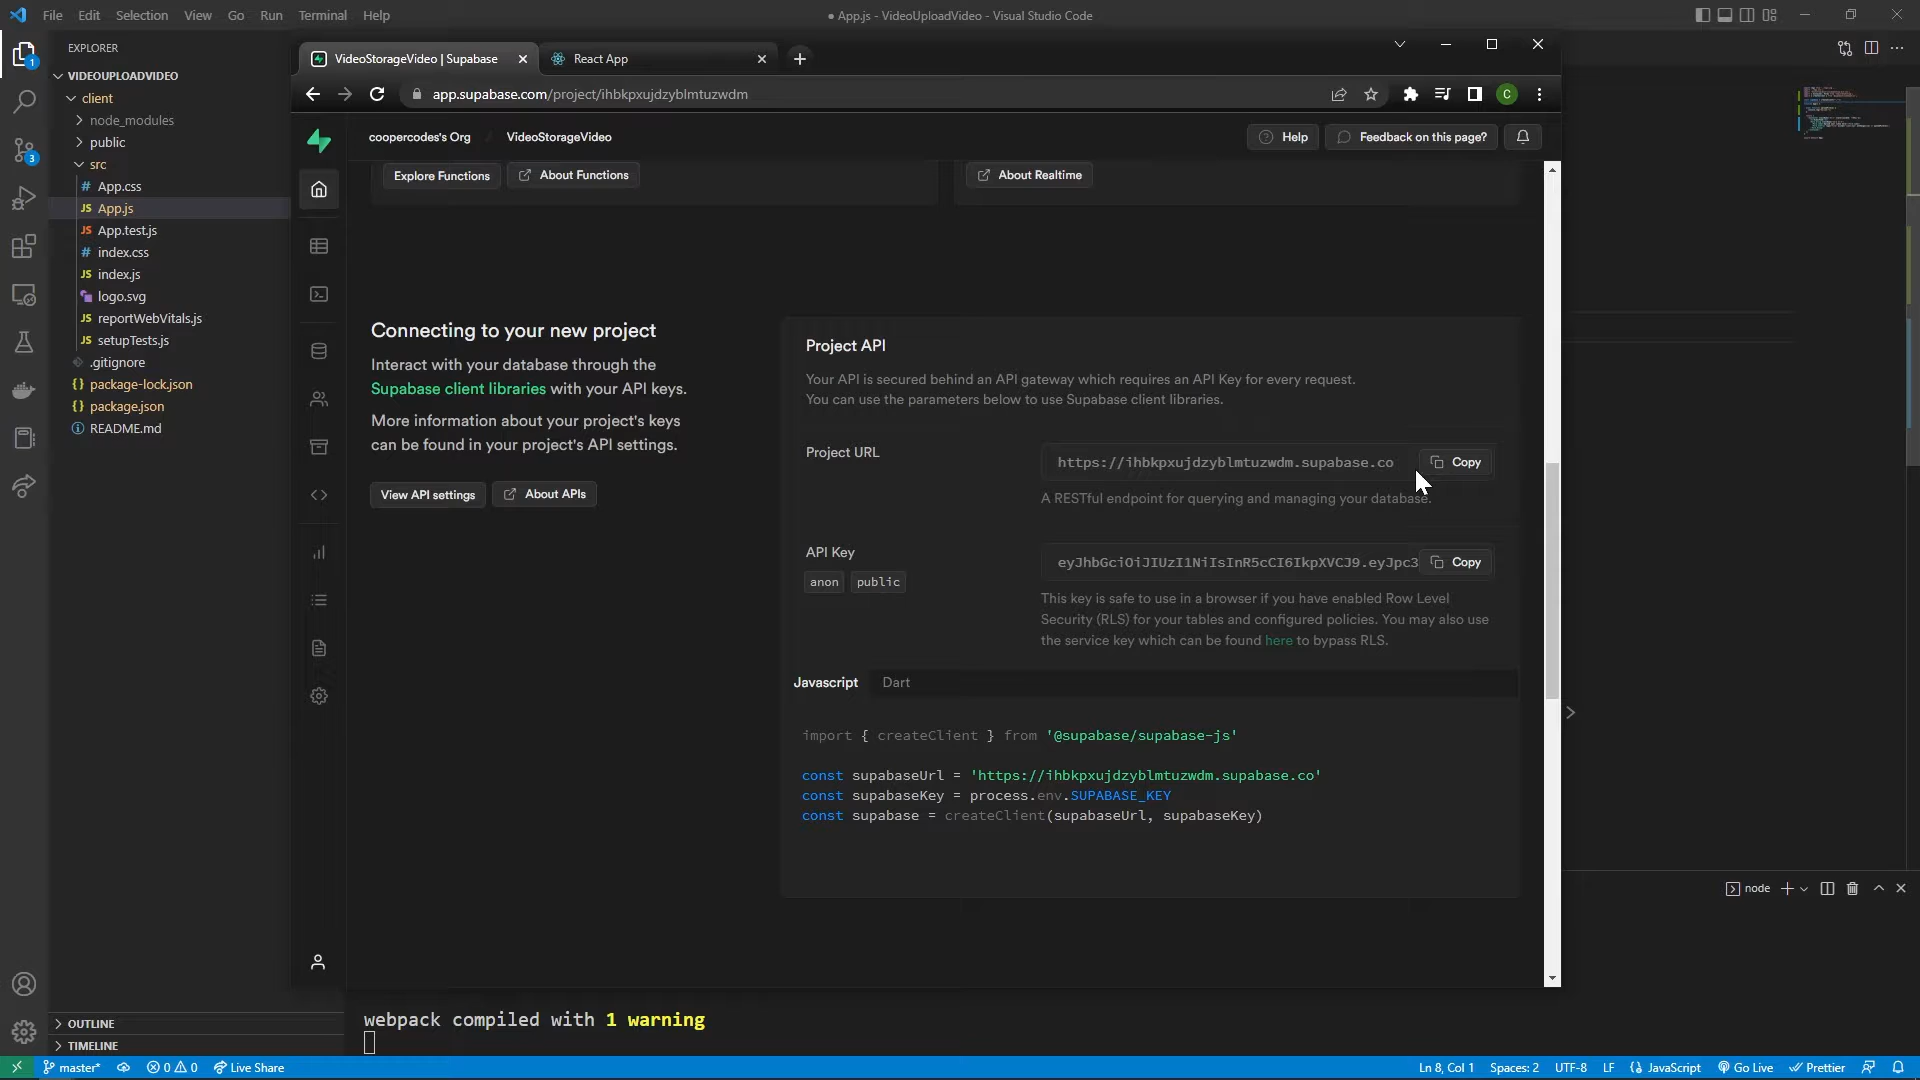 File Edit Selection View Go Run Terminal Help
● App.js - VideoUploadVideo - Visual Studio Code
EXPLORER
VIDEOUPLOADVIDEO
client
node_modules
public
src
# App.css
JS App.js
JS App.test.js
# index.css
JS index.js
logo.svg
JS reportWebVitals.js
JS setupTests.js
.gitignore
{} package-lock.json
{} package.json
README.md
OUTLINE
TIMELINE
1
3
VideoStorageVideo | Supabase
React App
app.supabase.com/project/ihbkpxujdzyblmtuzwdm
C
coopercodes's Org
VideoStorageVideo
Help
Feedback on this page?
Explore Functions
About Functions
About Realtime
Connecting to your new project
Interact with your database through the
Supabase client libraries with your API keys.
More information about your project's keys
can be found in your project's API settings.
View API settings
About APIs
Project API
Your API is secured behind an API gateway which requires an API Key for every request.
You can use the parameters below to use Supabase client libraries.
Project URL
https://ihbkpxujdzyblmtuzwdm.supabase.co
Copy
A RESTful endpoint for querying and managing your database.
API Key
anon public
eyJhbGciOiJIUzI1NiIsInR5cCI6IkpXVCJ9.eyJpc3
Copy
This key is safe to use in a browser if you have enabled Row Level
Security (RLS) for your tables and configured policies. You may also use
the service key which can be found here to bypass RLS.
Javascript
Dart
import { createClient } from '@supabase/supabase-js'
const supabaseUrl = 'https://ihbkpxujdzyblmtuzwdm.supabase.co'
const supabaseKey = process.env.SUPABASE_KEY
const supabase = createClient(supabaseUrl, supabaseKey)
node
webpack compiled with 1 warning
master*
0 0
Live Share
Ln 8, Col 1
Spaces: 2
UTF-8
LF
JavaScript
Go Live
Prettier